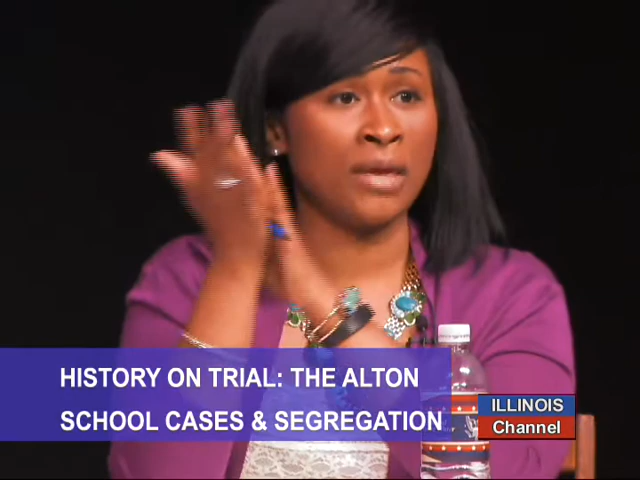 HISTORY ON TRIAL: THE ALTON
SCHOOL CASES & SEGREGATION
ILLINOIS
Channel